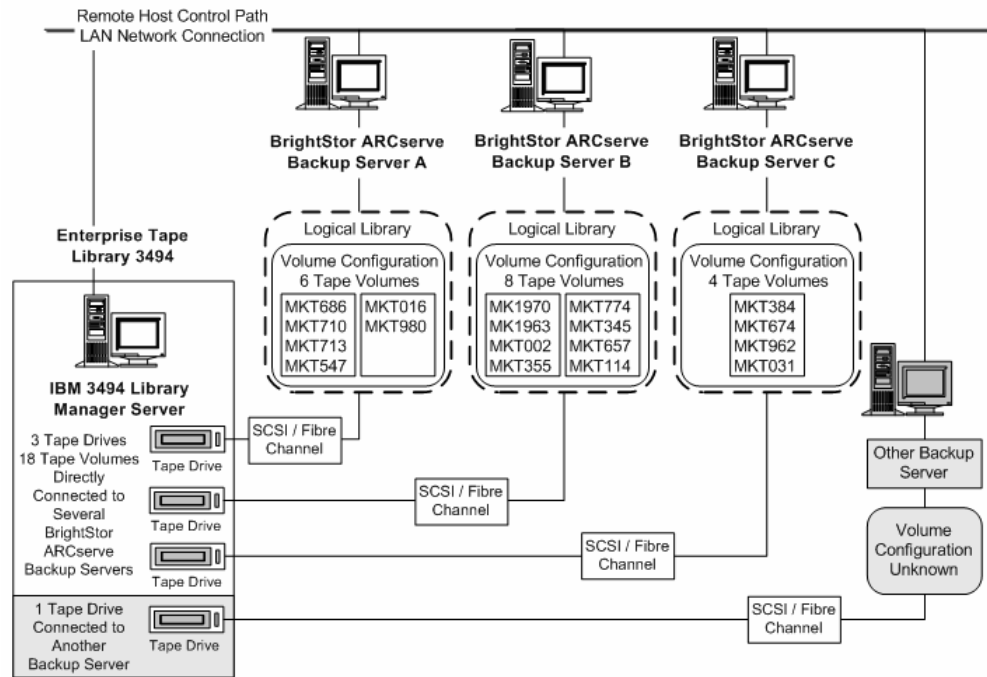 Remote Host Control Path
LAN Network Connection
BrightStor ARCserve
Backup Server A
BrightStor ARCserve
Backup Server B
BrightStor ARCserve
Backup Server C
Enterprise Tape
Library 3494
IBM 3494 Library
Manager Server
3 Tape Drives
18 Tape Volumes
Directly
Connected to
Several
BrightStor
ARCserve
Backup Servers
Tape Drive
Tape Drive
Tape Drive
1 Tape Drive
Connected to
Another
Backup Server
Tape Drive
Logical Library
Volume Configuration
6 Tape Volumes
MKT686
MKT710
MKT713
MKT547
MKT016
MKT980
Logical Library
Volume Configuration
8 Tape Volumes
MK1970
MK1963
MKT002
MKT355
MKT774
MKT345
MKT657
MKT114
Logical Library
Volume Configuration
4 Tape Volumes
MKT384
MKT674
MKT962
MKT031
SCSI / Fibre
Channel
SCSI / Fibre
Channel
SCSI / Fibre
Channel
SCSI / Fibre
Channel
Other Backup
Server
Volume
Configuration
Unknown